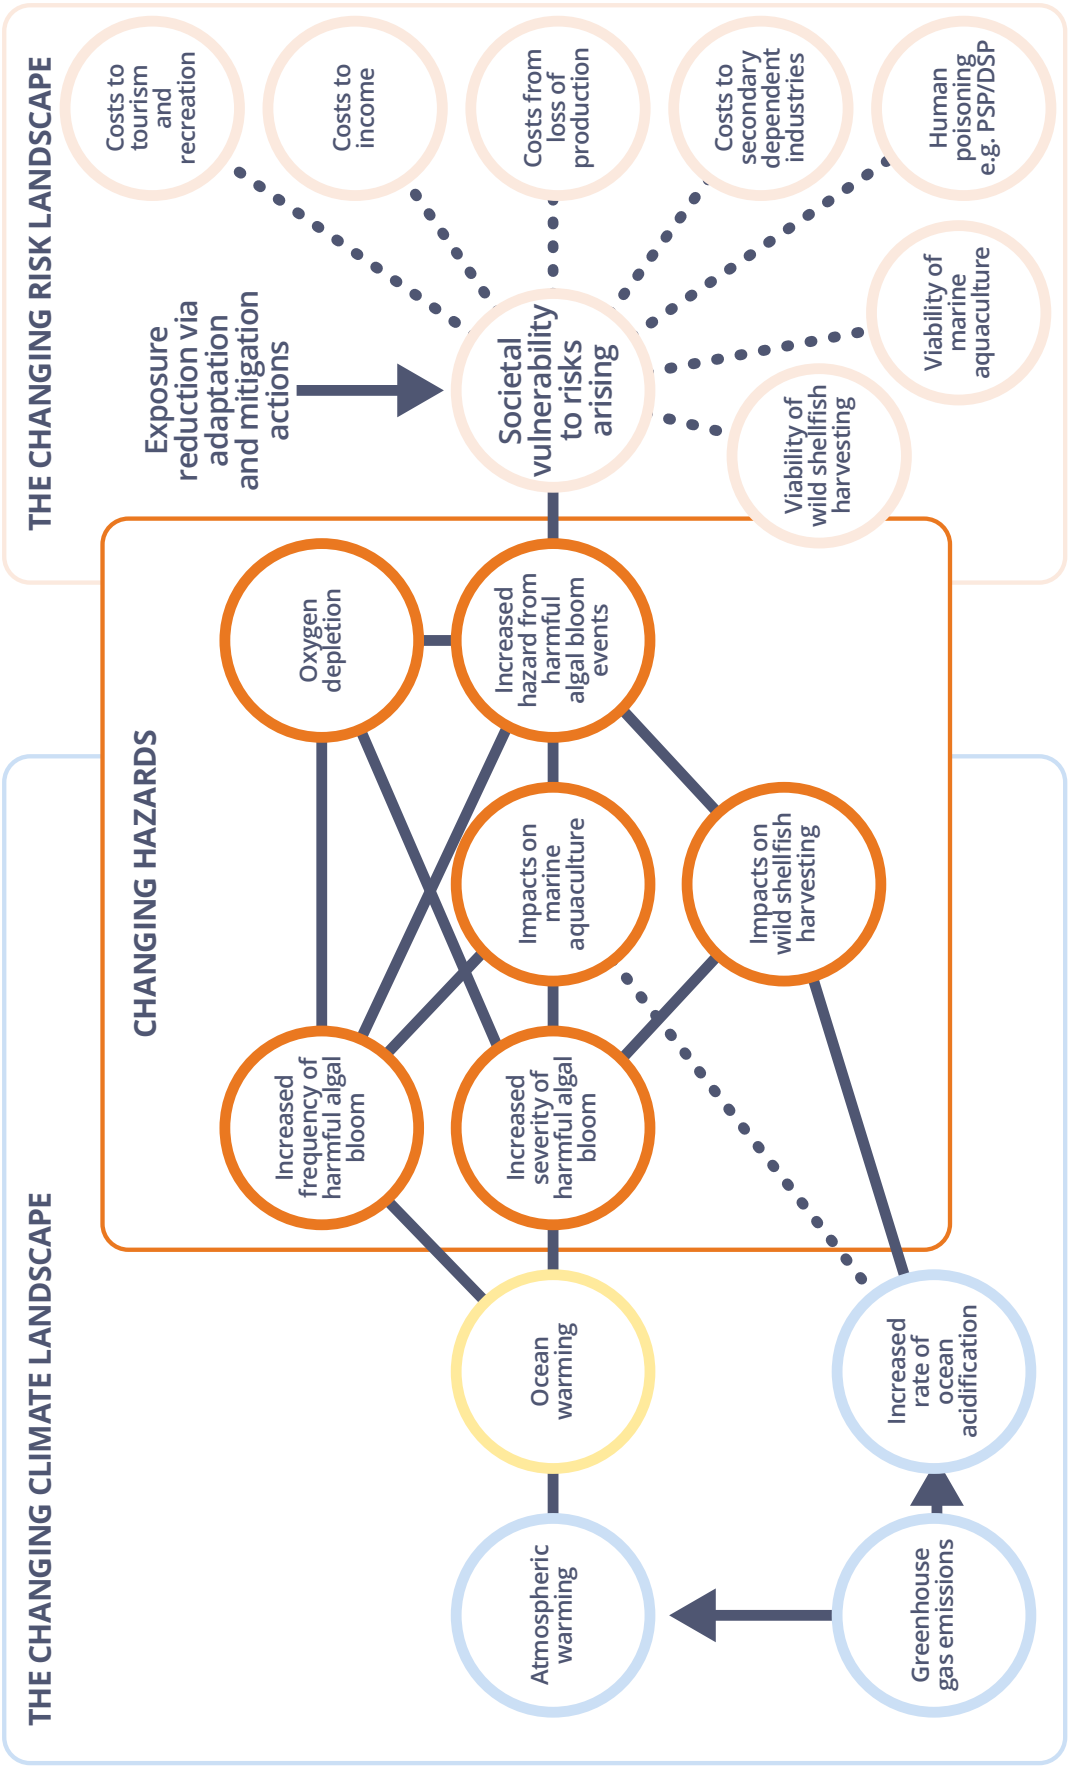 THE CHANGING CLIMATE LANDSCAPE
CHANGING HAZARDS
THE CHANGING RISK LANDSCAPE
Atmospheric
warming
Greenhouse
gas emissions
Ocean
warming
Increased
rate of
ocean
acidification
Increased
frequency of
harmful algal
bloom
Increased
severity of
harmful algal
bloom
Impacts on
marine
aquaculture
Impacts on
wild shellfish
harvesting
Oxygen
depletion
Increased
hazard from
harmful
algal bloom
events
Exposure
reduction via
adaptation
and mitigation
actions
Societal
vulnerability
to risks
arising
Viability of
wild shellfish
harvesting
Viability of
marine
aquaculture
Costs to
tourism
and
recreation
Costs to
income
Costs from
loss of
production
Costs to
secondary
dependent
industries
Human
poisoning
e.g. PSP/DSP